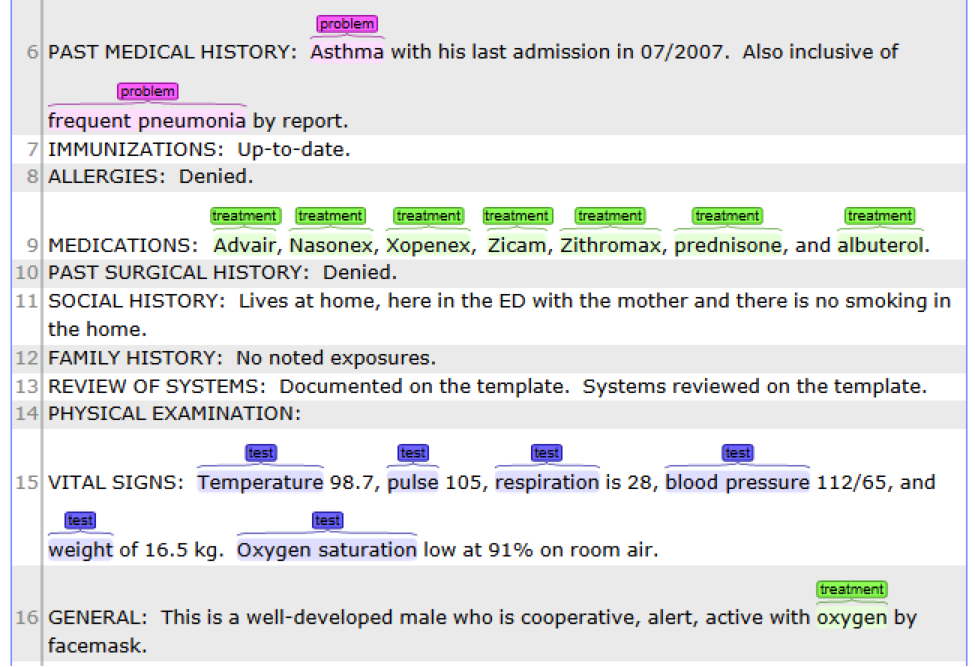 problem
6 PAST MEDICAL HISTORY: Asthma with his last admission in 07/2007. Also inclusive of
problem
frequent pneumonia by report.
7 IMMUNIZATIONS: Up-to-date.
8 ALLERGIES: Denied.
treatment treatment treatment treatment treatment treatment treatment
9 MEDICATIONS: Advair, Nasonex, Xopenex, Zicam, Zithromax, prednisone, and albuterol.
10 PAST SURGICAL HISTORY: Denied.
11 SOCIAL HISTORY: Lives at home, here in the ED with the mother and there is no smoking in
the home.
12 FAMILY HISTORY: No noted exposures.
13 REVIEW OF SYSTEMS: Documented on the template. Systems reviewed on the template.
14 PHYSICAL EXAMINATION:
test test test test
15 VITAL SIGNS: Temperature 98.7, pulse 105, respiration is 28, blood pressure 112/65, and
test test
weight of 16.5 kg. Oxygen saturation low at 91% on room air.
treatment
16 GENERAL: This is a well-developed male who is cooperative, alert, active with oxygen by
facemask.